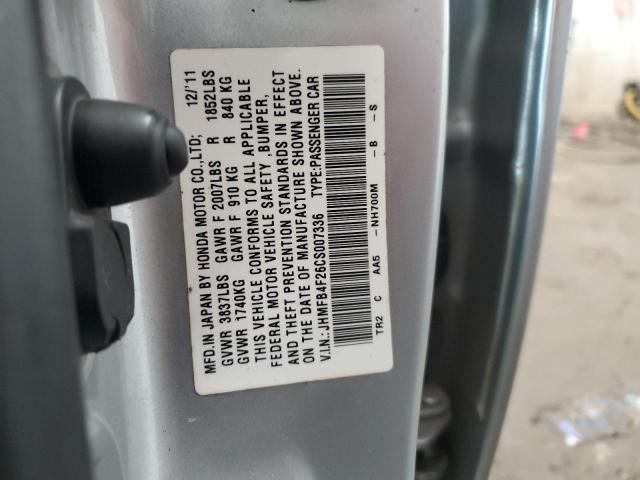 MFD.IN JAPAN BY HONDA MOTOR CO.,LTD; 12/'11
GVWR 3837LBS GAWR F 2007LBS R 1852LBS
GVWR 1740KG GAWR F 910 KG R 840 KG
THIS VEHICLE CONFORMS TO ALL APPLICABLE
FEDERAL MOTOR VEHICLE SAFETY ,BUMPER,
AND THEFT PREVENTION STANDARDS IN EFFECT
ON THE DATE OF MANUFACTURE SHOWN ABOVE.
V.I.N.:JHMFB4F26CS007336 TYPE:PASSENGER CAR
TR2 C AA5 -NH700M -B -S